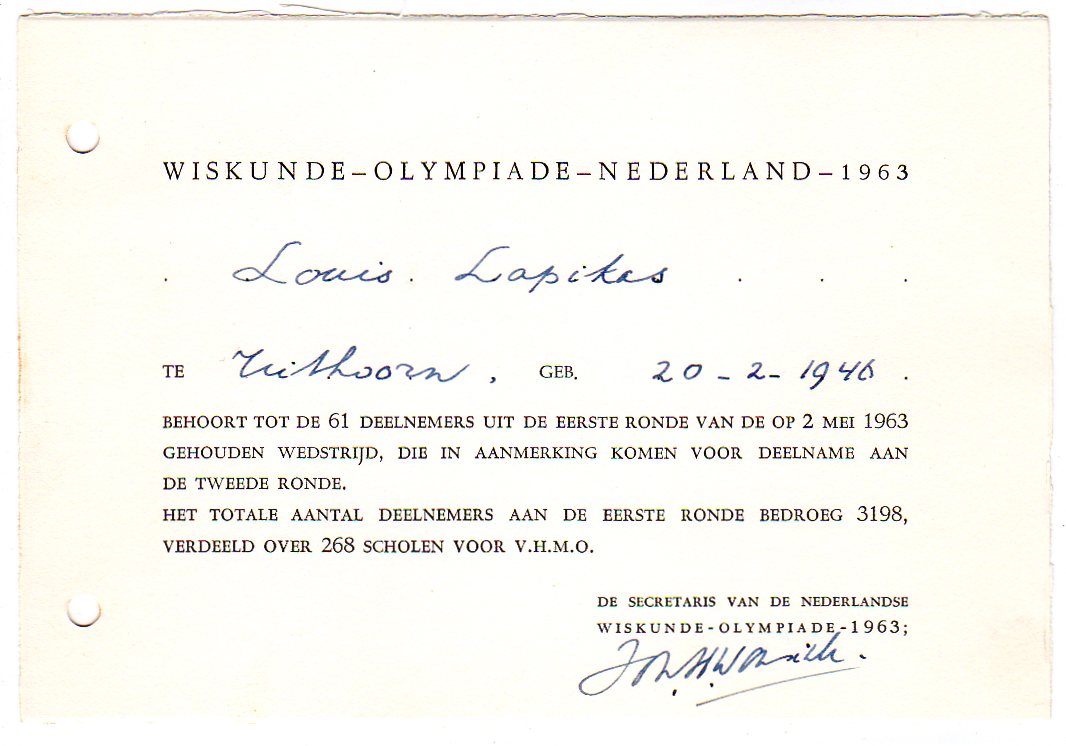 WISKUNDE–OLYMPIADE–NEDERLAND–1963
. Louis . Lapikas . . .
TE Uithoorn , GEB. 20 - 2 - 1946 .
BEHOORT TOT DE 61 DEELNEMERS UIT DE EERSTE RONDE VAN DE OP 2 MEI 1963
GEHOUDEN WEDSTRIJD, DIE IN AANMERKING KOMEN VOOR DEELNAME AAN
DE TWEEDE RONDE.
HET TOTALE AANTAL DEELNEMERS AAN DE EERSTE RONDE BEDROEG 3198,
VERDEELD OVER 268 SCHOLEN VOOR V.H.M.O.
DE SECRETARIS VAN DE NEDERLANDSE
WISKUNDE-OLYMPIADE-1963;